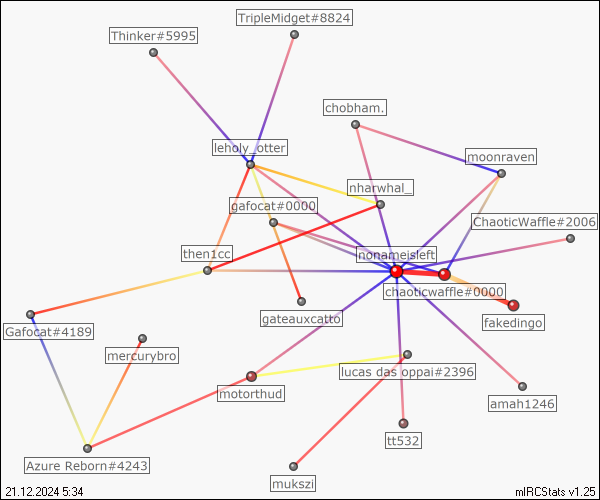 TripleMidget#8824
Thinker#5995
chobham.
leholy_otter
moonraven
nharwhal_
gafocat#0000
ChaoticWaffle#2006
then1cc
nonameisleft
chaoticwaffle#0000
gateauxcatto
fakedingo
Gafocat#4189
mercurybro
lucas das oppai#2396
motorthud
amah1246
tt532
Azure Reborn#4243
mukszi
21.12.2024 5:34
mIRCStats v1.25